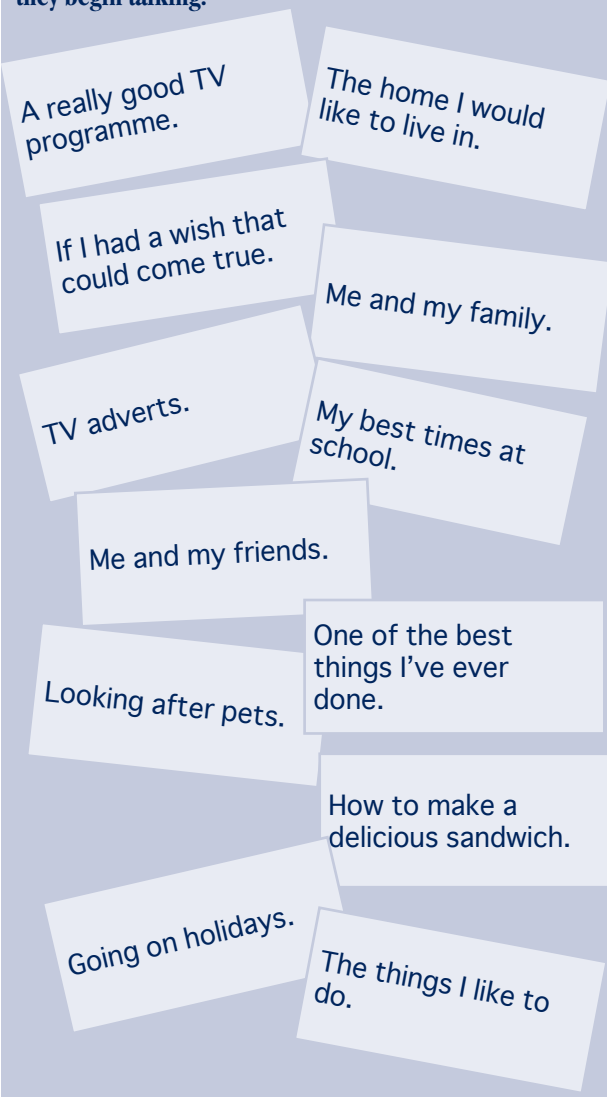 they begin talking.
A really good TV
programme.
The home I would
like to live in.
If I had a wish that
could come true.
Me and my family.
TV adverts.
My best times at
school.
Me and my friends.
One of the best
things I've ever
done.
Looking after pets.
How to make a
delicious sandwich.
Going on holidays.
The things I like to
do.